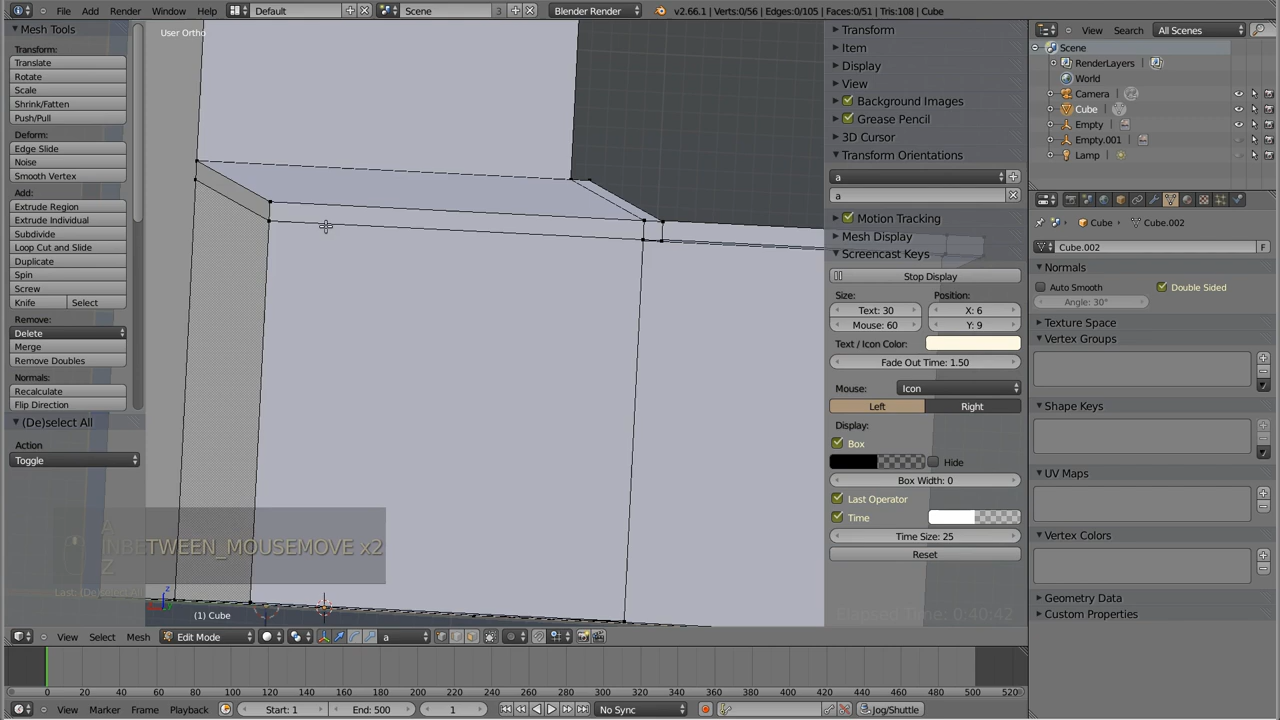 File Add Render Window Help Default Scene 3 Blender Render v2.66.1 | Verts:0/56 | Edges:0/105 | Faces:0/51 | Tris:108 | Cube
Mesh Tools
Transform:
Translate
Rotate
Scale
Shrink/Fatten
Push/Pull
Deform:
Edge Slide
Noise
Smooth Vertex
Add:
Extrude Region
Extrude Individual
Subdivide
Loop Cut and Slide
Duplicate
Spin
Screw
Knife Select
Remove:
Delete
Merge
Remove Doubles
Normals:
Recalculate
Flip Direction
(De)select All
Action
Toggle
User Ortho
A
INBETWEEN_MOUSEMOVE x2
Z
(1) Cube
Transform
Item
Display
View
Background Images
Grease Pencil
3D Cursor
Transform Orientations
a
a
Motion Tracking
Mesh Display
Screencast Keys
Stop Display
Size: Position:
Text: 30 X: 6
Mouse: 60 Y: 9
Text / Icon Color:
Fade Out Time: 1.50
Mouse: Icon
Left Right
Display:
Box
Hide
Box Width: 0
Last Operator
Time
Time Size: 25
Reset
Elapsed Time: 0:40:42
View Search All Scenes
Scene
RenderLayers
World
Camera
Cube
Empty
Empty.001
Lamp
Cube Cube.002
Cube.002 F
Normals
Auto Smooth Double Sided
Angle: 30°
Texture Space
Vertex Groups
Shape Keys
UV Maps
Vertex Colors
Geometry Data
Custom Properties
View Select Mesh Edit Mode a
0 20 40 60 80 100 120 140 160 180 200 220 240 260 280 300 320 340 360 380 400 420 440 460 480 500 520
View Marker Frame Playback Start: 1 End: 500 1 No Sync Jog/Shuttle